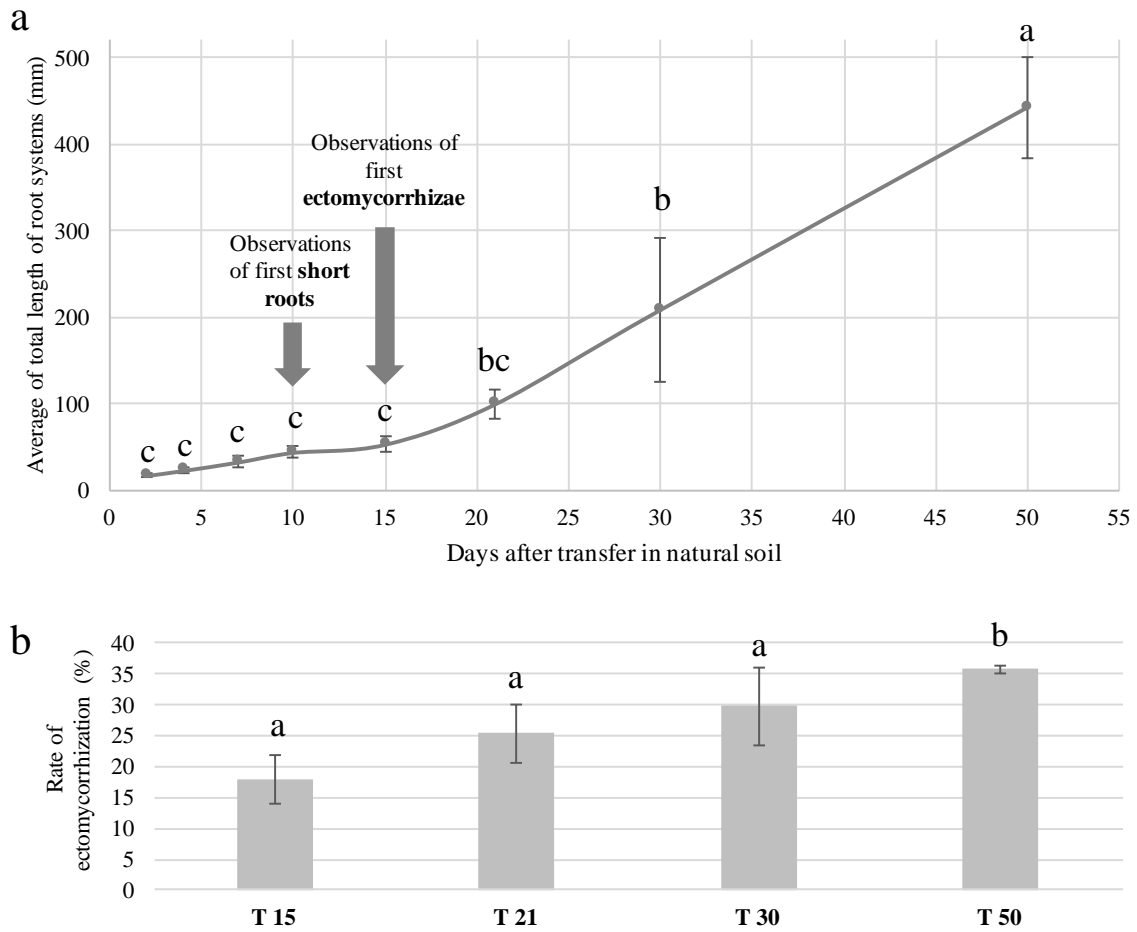 a
Average of total length of root systems (mm)
500
400
300
200
100
0
Observations of
first
ectomycorrhizae
Observations
of first short
roots
c
c
c
c
c
bc
b
a
0
5
10
15
20
25
30
35
40
45
50
55
Days after transfer in natural soil
b
Rate of
ectomycorrhization (%)
40
35
30
25
20
15
10
5
0
a
a
a
b
T 15
T 21
T 30
T 50